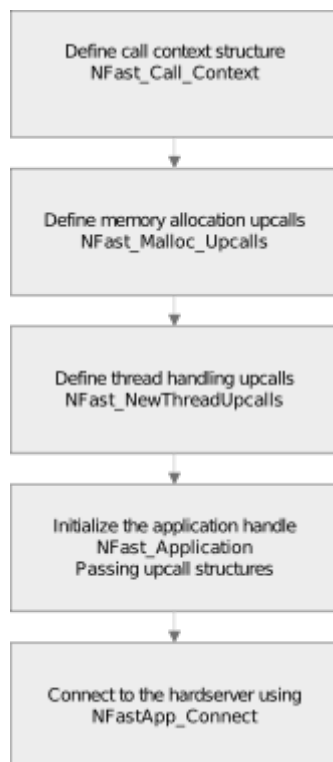 Define call context structure
NFast_Call_Context
Define memory allocation upcalls
NFast_Malloc_Upcalls
Define thread handling upcalls
NFast_NewThreadUpcalls
Initialize the application handle
NFast_Application
Passing upcall structures
Connect to the hardserver using
NFastApp_Connect